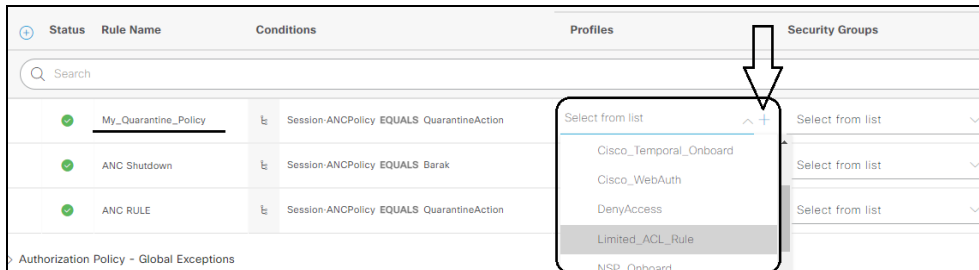 Status Rule Name Conditions Profiles Security Groups
Search
My_Quarantine_Policy Session-ANCPolicy EQUALS QuarantineAction Select from list Select from list
Cisco_Temporal_Onboard
ANC Shutdown Session-ANCPolicy EQUALS Barak Select from list
Cisco_WebAuth
ANC RULE Session-ANCPolicy EQUALS QuarantineAction DenyAccess Select from list
Limited_ACL_Rule
Authorization Policy - Global Exceptions
NSP_Onboard